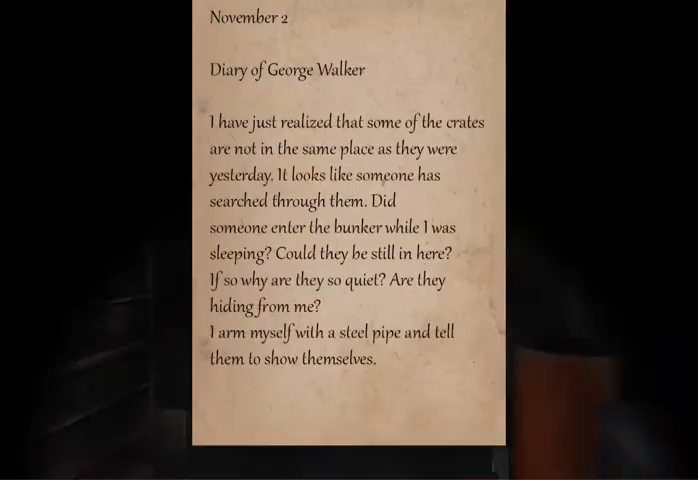 November 2
Diary of George Walker
I have just realized that some of the crates
are not in the same place as they were
yesterday. It looks like someone has
searched through them. Did
someone enter the bunker while I was
sleeping? Could they be still in here?
If so why are they so quiet? Are they
hiding from me?
I arm myself with a steel pipe and tell
them to show themselves.